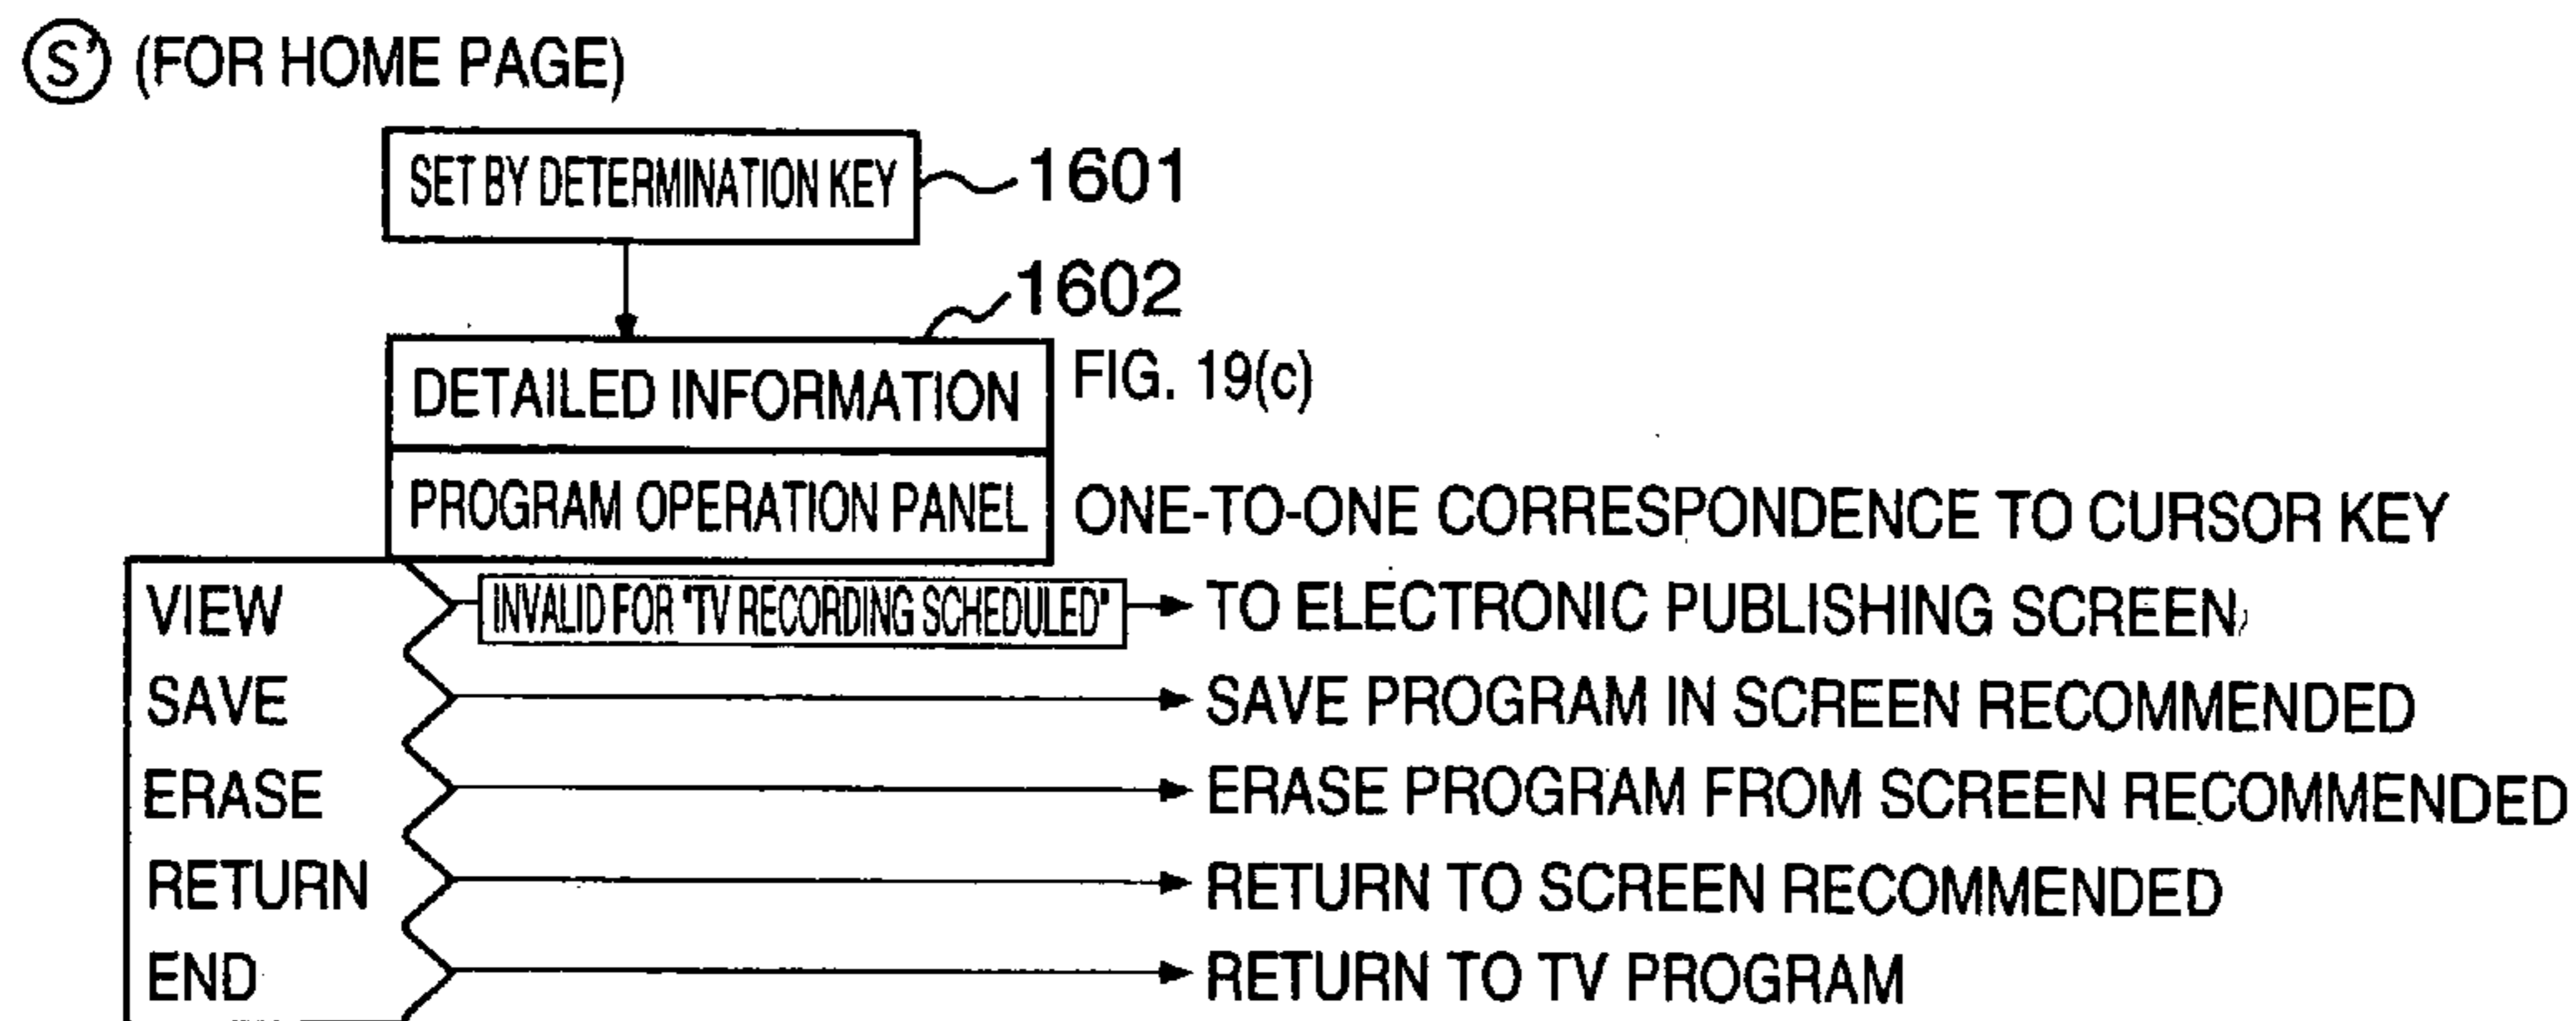 S' (FOR HOME PAGE)
SET BY DETERMINATION KEY 1601
1602
DETAILED INFORMATION FIG. 19(c)
PROGRAM OPERATION PANEL ONE-TO-ONE CORRESPONDENCE TO CURSOR KEY
VIEW INVALID FOR "TV RECORDING SCHEDULED" TO ELECTRONIC PUBLISHING SCREEN
SAVE SAVE PROGRAM IN SCREEN RECOMMENDED
ERASE ERASE PROGRAM FROM SCREEN RECOMMENDED
RETURN RETURN TO SCREEN RECOMMENDED
END RETURN TO TV PROGRAM